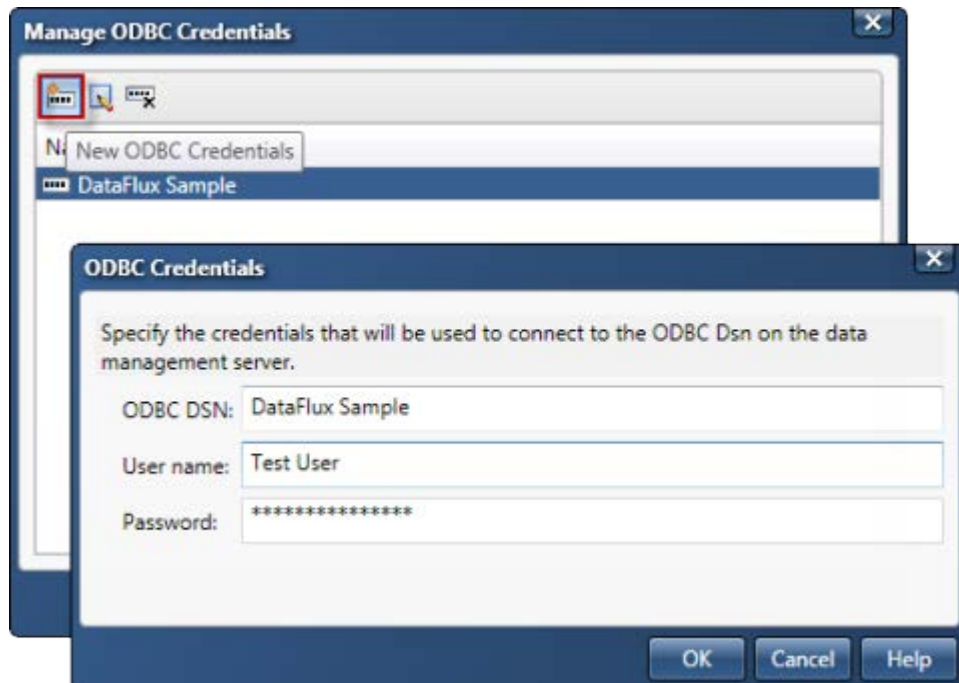 Manage ODBC Credentials
New ODBC Credentials
DataFlux Sample
ODBC Credentials
Specify the credentials that will be used to connect to the ODBC Dsn on the data
management server.
ODBC DSN: DataFlux Sample
User name: Test User
Password: ***************
OK Cancel Help